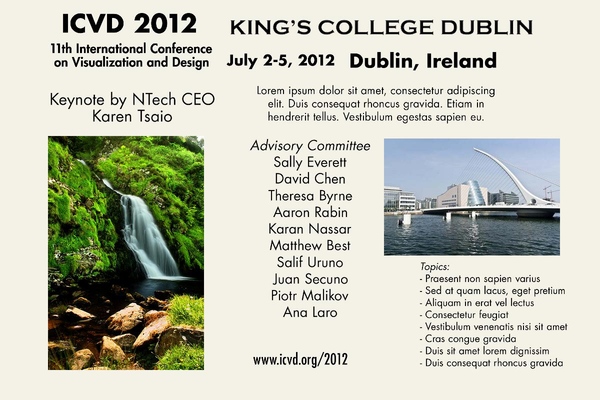 ICVD 2012
11th International Conference
on Visualization and Design
KING'S COLLEGE DUBLIN
July 2-5, 2012 Dublin, Ireland
Keynote by NTech CEO
Karen Tsaio
Lorem ipsum dolor sit amet, consectetur adipiscing
elit. Duis consequat rhoncus gravida. Etiam in
hendrerit tellus. Vestibulum egestas sapien eu.
Advisory Committee
Sally Everett
David Chen
Theresa Byrne
Aaron Rabin
Karan Nassar
Matthew Best
Salif Uruno
Juan Secuno
Piotr Malikov
Ana Laro
www.icvd.org/2012
Topics:
- Praesent non sapien varius
- Sed at quam lacus, eget pretium
- Aliquam in erat vel lectus
- Consectetur feugiat
- Vestibulum venenatis nisi sit amet
- Cras congue gravida
- Duis sit amet lorem dignissim
- Duis consequat rhoncus gravida